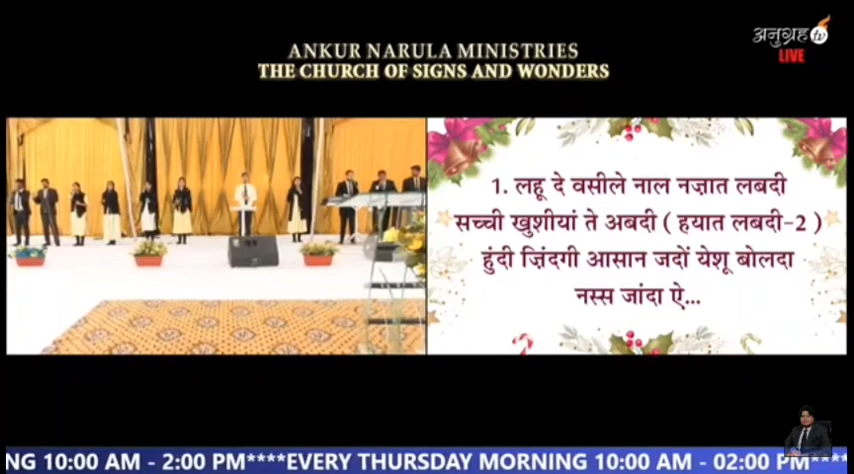 अनुग्रह tv
LIVE
ANKUR NARULA MINISTRIES
THE CHURCH OF SIGNS AND WONDERS
1. लहू दे वसीले नाल नज़ात लबदी
सच्ची खुशीयां ते अबदी ( हयात लबदी-2 )
हुंदी ज़िंदगी आसान जदों येशू बोलदा
नस्स जांदा ऐ...
NG 10:00 AM - 2:00 PM****EVERY THURSDAY MORNING 10:00 AM - 02:00 PM*****